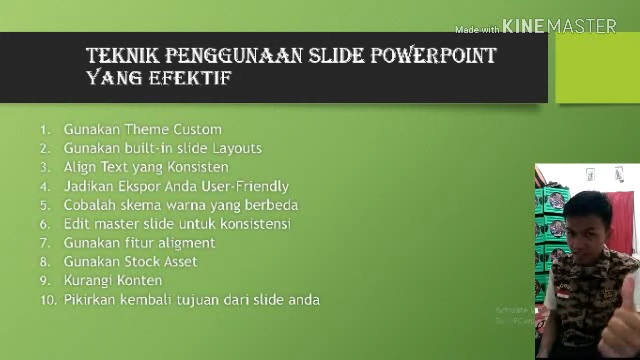 Made with KINEMASTER
TEKNIK PENGGUNAAN SLIDE POWERPOINT
YANG EFEKTIF
1. Gunakan Theme Custom
2. Gunakan built-in slide Layouts
3. Align Text yang Konsisten
4. Jadikan Ekspor Anda User-Friendly
5. Cobalah skema warna yang berbeda
6. Edit master slide untuk konsistensi
7. Gunakan fitur aligment
8. Gunakan Stock Asset
9. Kurangi Konten
10. Pikirkan kembali tujuan dari slide anda